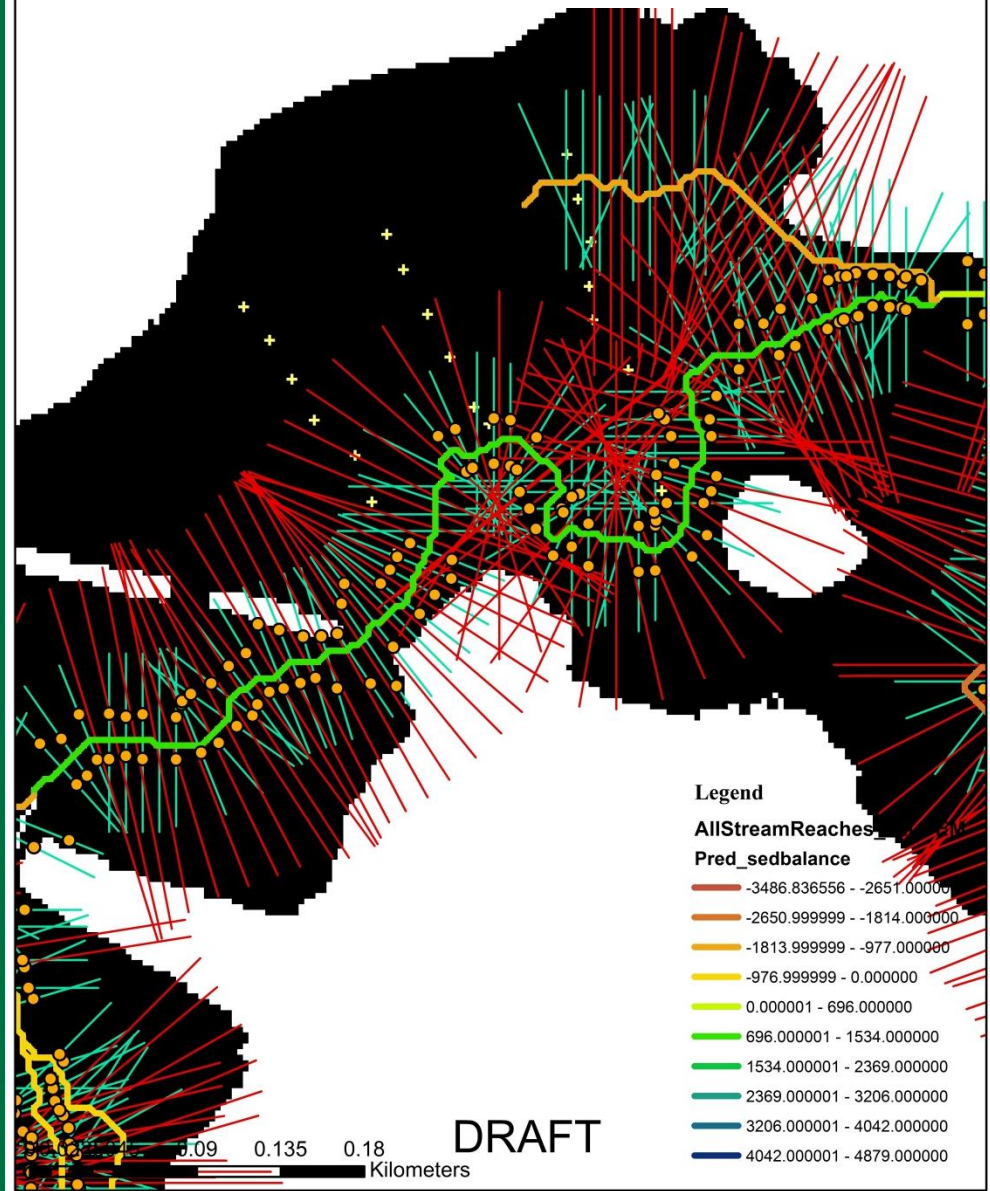 Legend
AllStreamReaches_
Pred_sedbalance
-3486.836556 - -2651.000000
-2650.999999 - -1814.000000
-1813.999999 - -977.000000
-976.999999 - 0.000000
0.000001 - 696.000000
696.000001 - 1534.000000
1534.000001 - 2369.000000
2369.000001 - 3206.000000
3206.000001 - 4042.000000
4042.000001 - 4879.000000
DRAFT
0.09 0.135 0.18
Kilometers